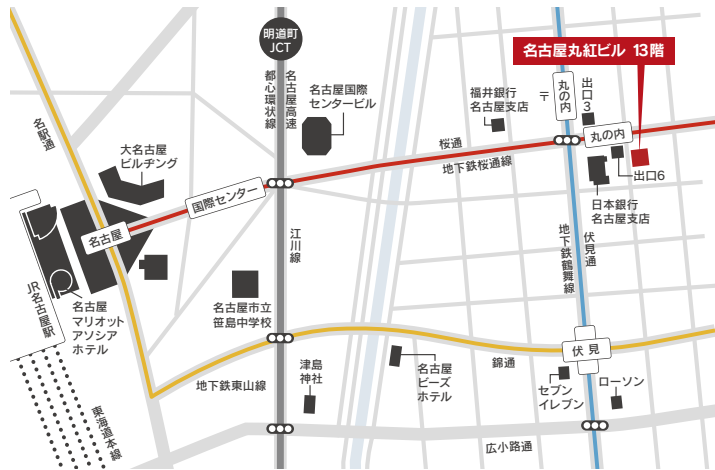 明道町
JCT
都心環状線
名古屋高速
名駅通
大名古屋
ビルヂング
名古屋国際
センタービル
福井銀行
名古屋支店
〒
丸の内
出口3
名古屋丸紅ビル 13階
丸の内
出口6
日本銀行
名古屋支店
桜通
地下鉄桜通線
国際センター
名古屋
JR名古屋駅
名古屋
マリオット
アソシア
ホテル
江川線
名古屋市立
笹島中学校
地下鉄鶴舞線
伏見通
伏見
地下鉄東山線
津島
神社
名古屋
ビーズ
ホテル
錦通
セブン
イレブン
ローソン
東海道本線
広小路通